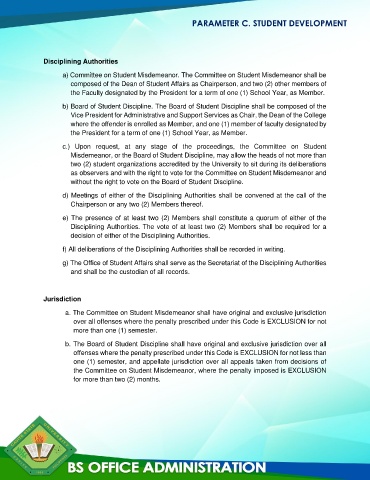 PARAMETER C. STUDENT DEVELOPMENT
Disciplining Authorities
a) Committee on Student Misdemeanor. The Committee on Student Misdemeanor shall be
composed of the Dean of Student Affairs as Chairperson, and two (2) other members of
the Faculty designated by the President for a term of one (1) School Year, as Member.
b) Board of Student Discipline. The Board of Student Discipline shall be composed of the
Vice President for Administrative and Support Services as Chair, the Dean of the College
where the offender is enrolled as Member, and one (1) member of faculty designated by
the President for a term of one (1) School Year, as Member.
c.) Upon request, at any stage of the proceedings, the Committee on Student
Misdemeanor, or the Board of Student Discipline, may allow the heads of not more than
two (2) student organizations accredited by the University to sit during its deliberations
as observers and with the right to vote for the Committee on Student Misdemeanor and
without the right to vote on the Board of Student Discipline.
d) Meetings of either of the Disciplining Authorities shall be convened at the call of the
Chairperson or any two (2) Members thereof.
e) The presence of at least two (2) Members shall constitute a quorum of either of the
Disciplining Authorities. The vote of at least two (2) Members shall be required for a
decision of either of the Disciplining Authorities.
f) All deliberations of the Disciplining Authorities shall be recorded in writing.
g) The Office of Student Affairs shall serve as the Secretariat of the Disciplining Authorities
and shall be the custodian of all records.
Jurisdiction
a. The Committee on Student Misdemeanor shall have original and exclusive jurisdiction
over all offenses where the penalty prescribed under this Code is EXCLUSION for not
more than one (1) semester.
b. The Board of Student Discipline shall have original and exclusive jurisdiction over all
offenses where the penalty prescribed under this Code is EXCLUSION for not less than
one (1) semester, and appellate jurisdiction over all appeals taken from decisions of
the Committee on Student Misdemeanor, where the penalty imposed is EXCLUSION
for more than two (2) months.
BS OFFICE ADMINISTRATION